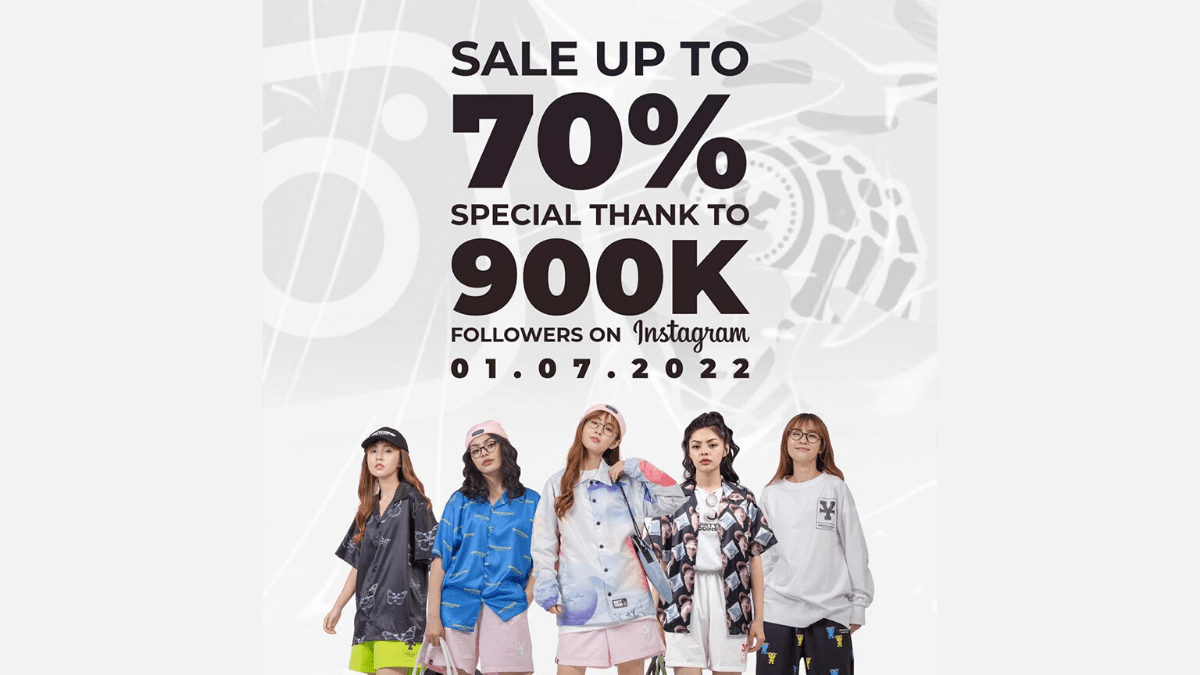 SALE UP TO
70%
SPECIAL THANK TO
900K
FOLLOWERS ON Instagram
01.07.2022